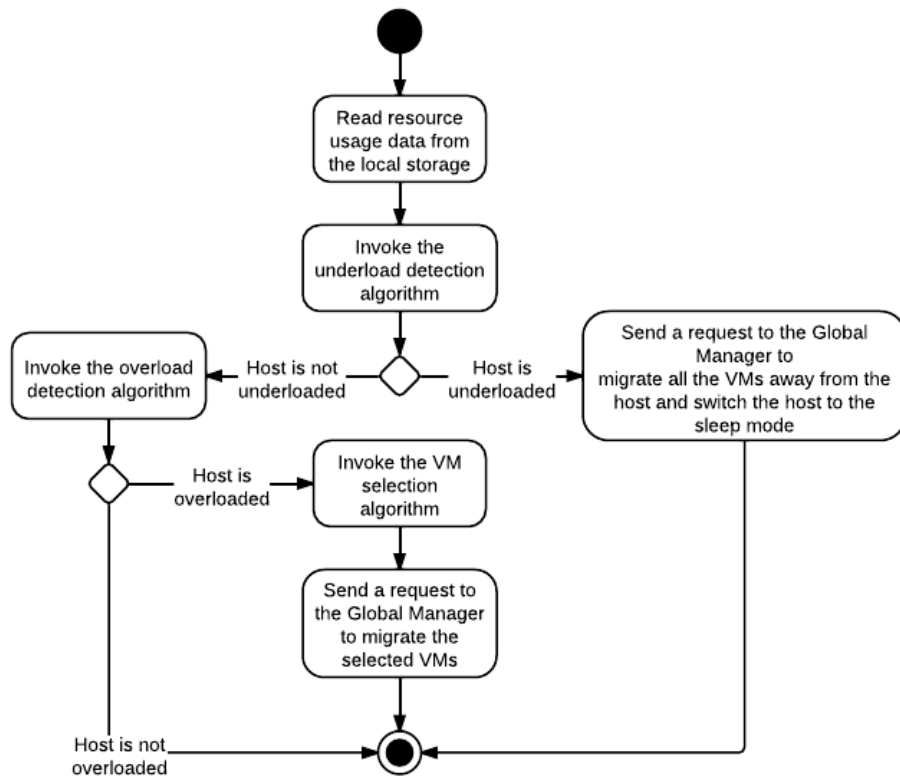 Read resource
usage data from
the local storage
Invoke the
underload detection
algorithm
Send a request to the Global
Manager to
migrate all the VMs away from the
host and switch the host to the
sleep mode
Host is not
underloaded
Host is
underloaded
Invoke the overload
detection algorithm
Host is
overloaded
Invoke the VM
selection
algorithm
Send a request to
the Global Manager
to migrate the
selected VMs
Host is not
overloaded